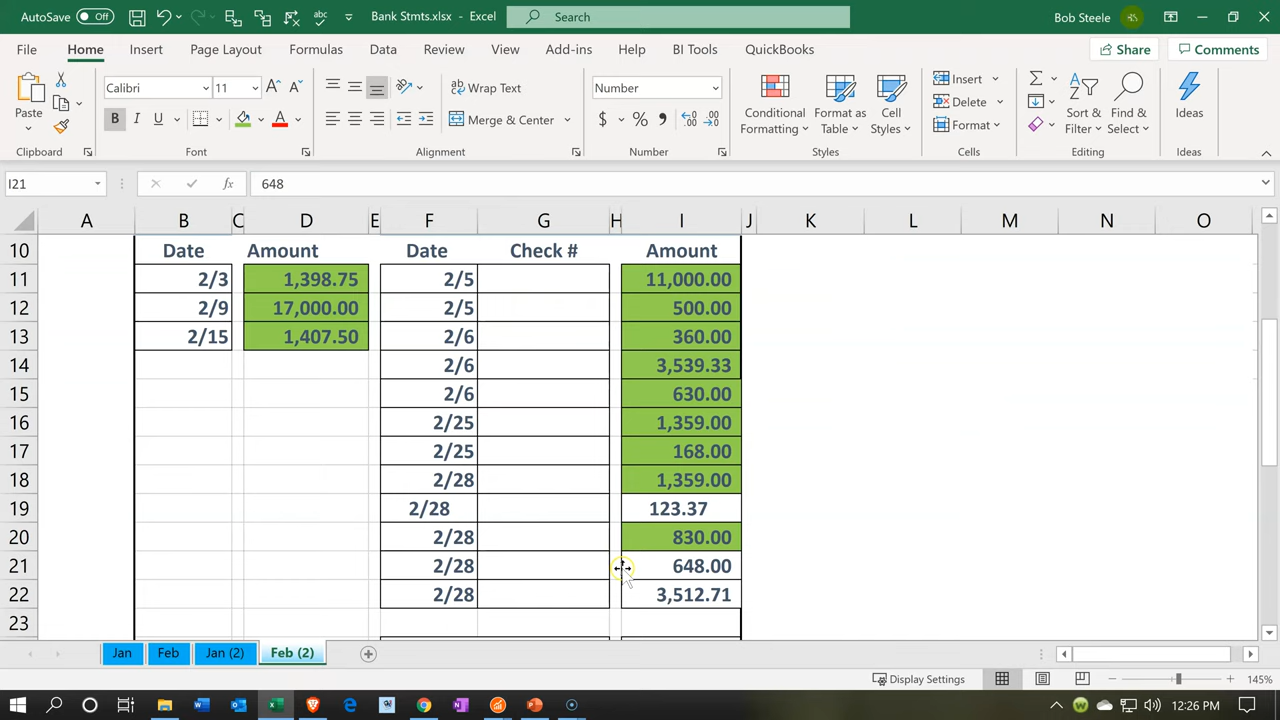 AutoSave Off Bank Stmts.xlsx - Excel Search Bob Steele
File Home Insert Page Layout Formulas Data Review View Add-ins Help BI Tools QuickBooks Share Comments
Paste Calibri 11 A A Wrap Text Number Conditional Formatting Format as Table Cell Styles Insert Sort & Filter Find & Select Ideas
B I U A Merge & Center $ % , Delete
Format
Clipboard Font Alignment Number Styles Cells Editing Ideas
I21 fx 648
A B C D E F G H I J K L M N O
10 Date Amount Date Check # Amount
11 2/3 1,398.75 2/5 11,000.00
12 2/9 17,000.00 2/5 500.00
13 2/15 1,407.50 2/6 360.00
14 2/6 3,539.33
15 2/6 630.00
16 2/25 1,359.00
17 2/25 168.00
18 2/28 1,359.00
19 2/28 123.37
20 2/28 830.00
21 2/28 648.00
22 2/28 3,512.71
23
Jan Feb Jan (2) Feb (2)
Display Settings 145%
12:26 PM